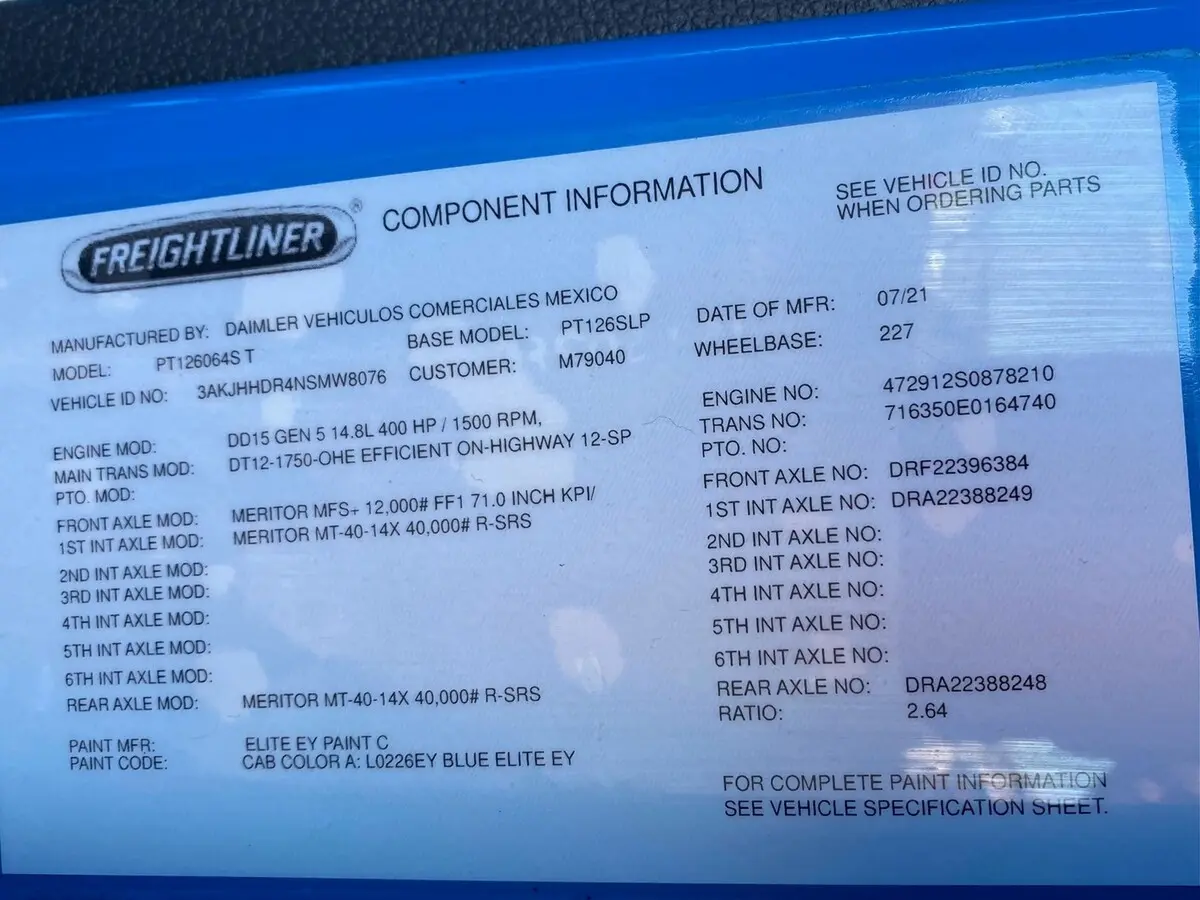 FREIGHTLINER ®
COMPONENT INFORMATION
SEE VEHICLE ID NO.
WHEN ORDERING PARTS
MANUFACTURED BY: DAIMLER VEHICULOS COMERCIALES MEXICO
DATE OF MFR: 07/21
MODEL: PT126064S T
BASE MODEL: PT126SLP
WHEELBASE: 227
VEHICLE ID NO: 3AKJHHDR4NSMW8076
CUSTOMER: M79040
ENGINE MOD: DD15 GEN 5 14.8L 400 HP / 1500 RPM,
ENGINE NO: 472912S0878210
MAIN TRANS MOD: DT12-1750-OHE EFFICIENT ON-HIGHWAY 12-SP
TRANS NO: 716350E0164740
PTO. MOD:
PTO. NO:
FRONT AXLE MOD: MERITOR MFS+ 12,000# FF1 71.0 INCH KPI/
FRONT AXLE NO: DRF22396384
1ST INT AXLE MOD: MERITOR MT-40-14X 40,000# R-SRS
1ST INT AXLE NO: DRA22388249
2ND INT AXLE MOD:
2ND INT AXLE NO:
3RD INT AXLE MOD:
3RD INT AXLE NO:
4TH INT AXLE MOD:
4TH INT AXLE NO:
5TH INT AXLE MOD:
5TH INT AXLE NO:
6TH INT AXLE MOD:
6TH INT AXLE NO:
REAR AXLE MOD: MERITOR MT-40-14X 40,000# R-SRS
REAR AXLE NO: DRA22388248
RATIO: 2.64
PAINT MFR: ELITE EY PAINT C
PAINT CODE: CAB COLOR A: L0226EY BLUE ELITE EY
FOR COMPLETE PAINT INFORMATION
SEE VEHICLE SPECIFICATION SHEET.